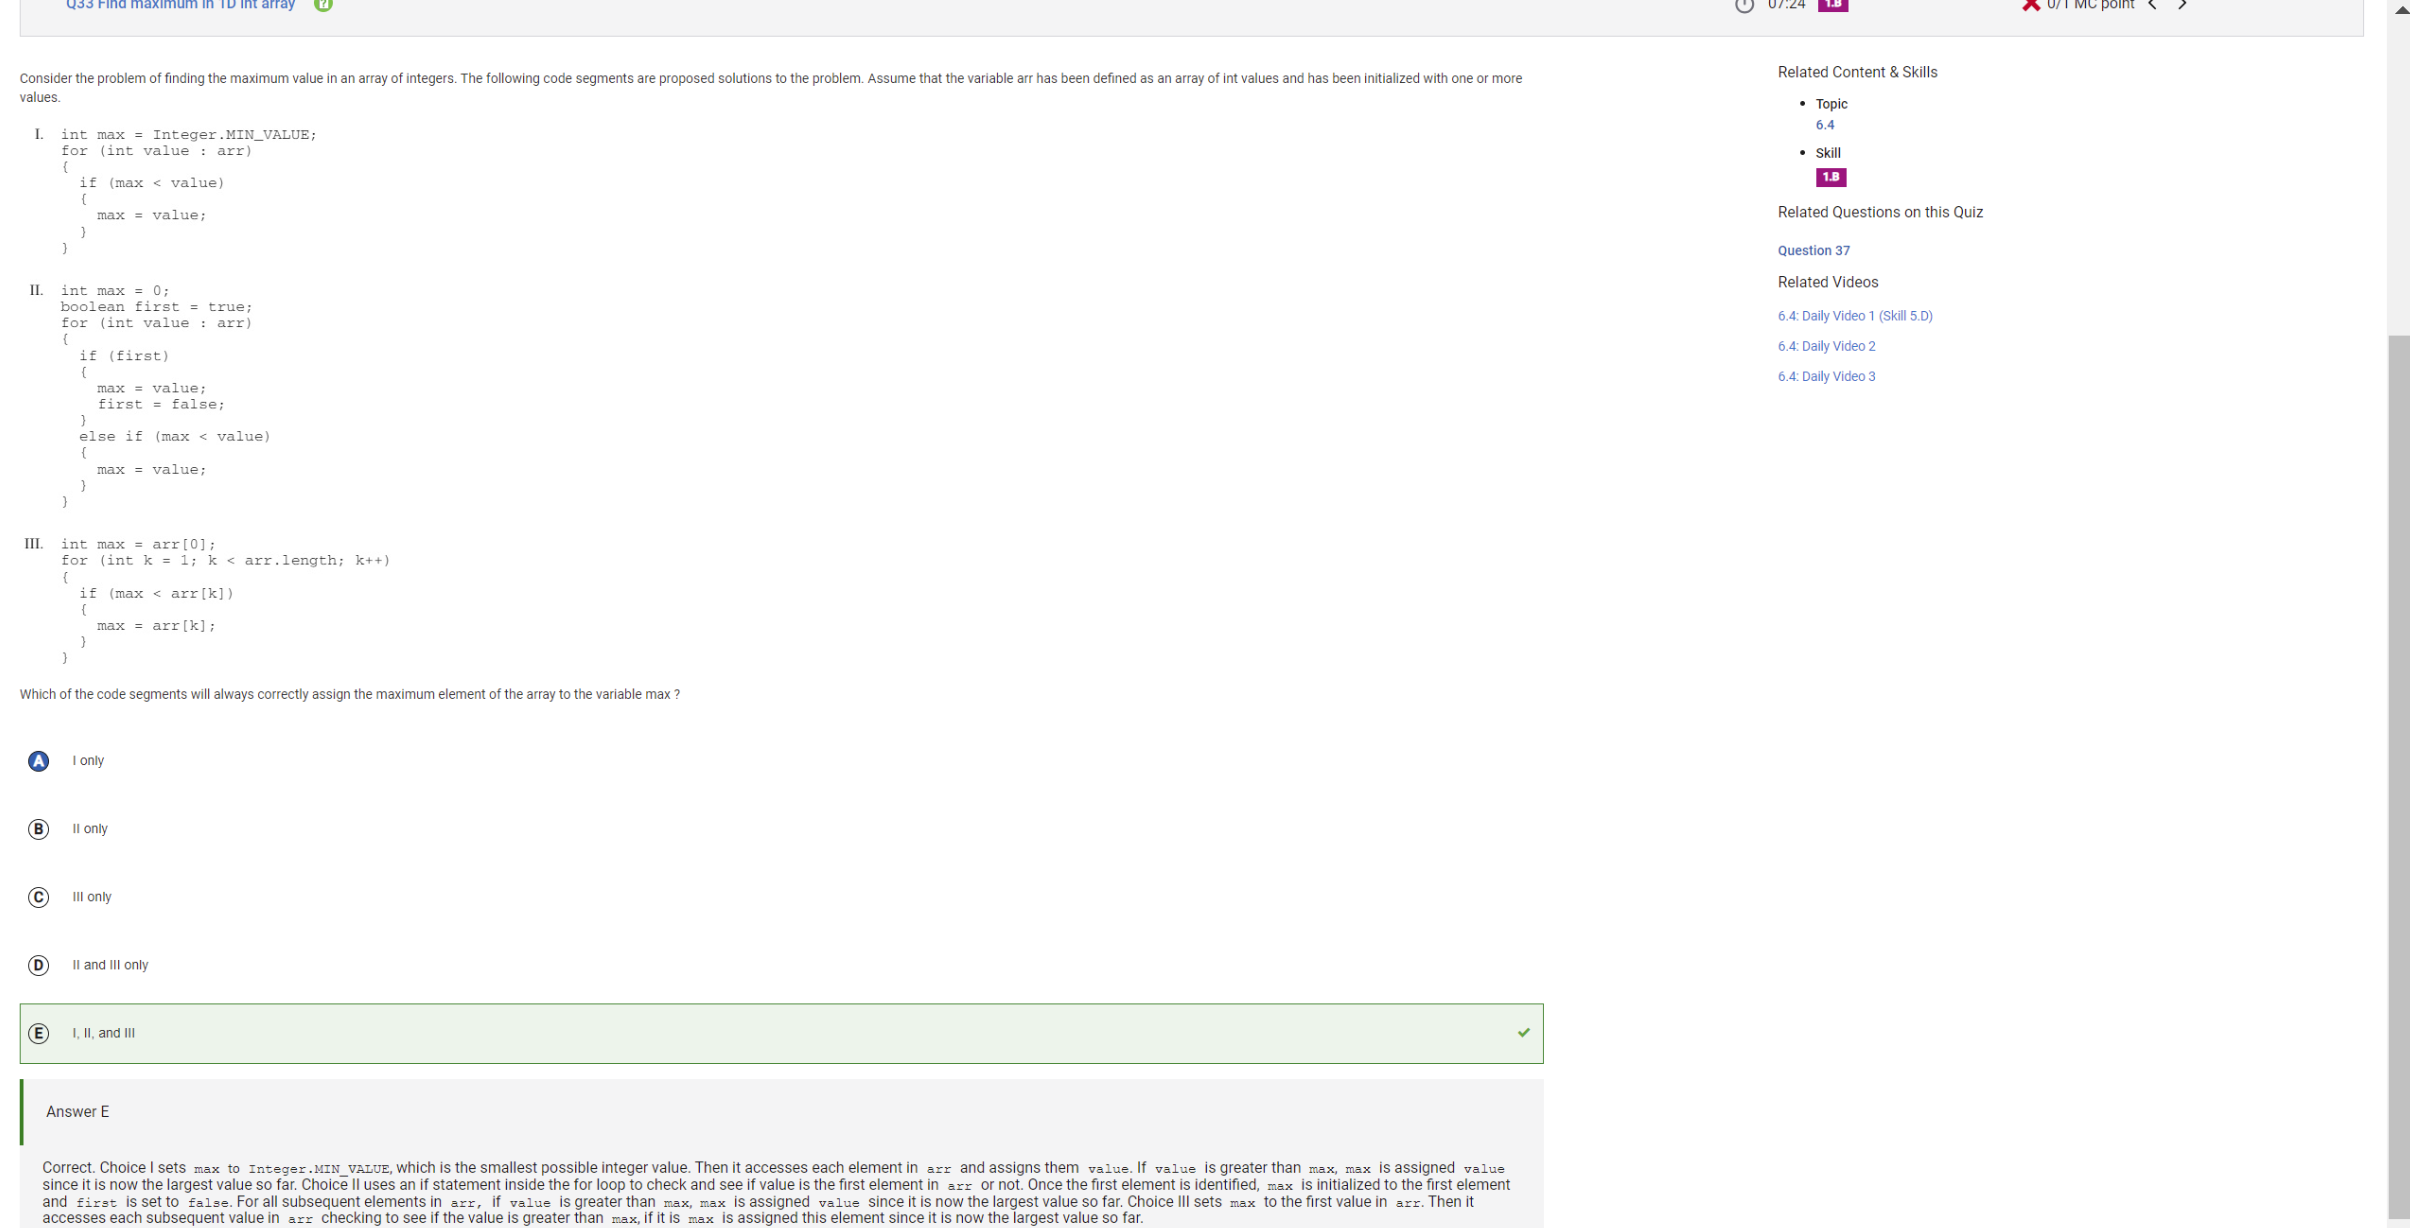 Q33 Find maximum in 1D int array ? 07:24 1.B 0/1 MC point
Consider the problem of finding the maximum value in an array of integers. The following code segments are proposed solutions to the problem. Assume that the variable arr has been defined as an array of int values and has been initialized with one or more
values.
I. int max = Integer.MIN_VALUE;
for (int value : arr)
{
if (max < value)
{
max = value;
}
}
II. int max = 0;
boolean first = true;
for (int value : arr)
{
if (first)
{
max = value;
first = false;
}
else if (max < value)
{
max = value;
}
}
III. int max = arr[0];
for (int k = 1; k < arr.length; k++)
{
if (max < arr[k])
{
max = arr[k];
}
}
Which of the code segments will always correctly assign the maximum element of the array to the variable max ?
A I only
B II only
C III only
D II and III only
E I, II, and III
Answer E
Correct. Choice I sets max to Integer.MIN_VALUE, which is the smallest possible integer value. Then it accesses each element in arr and assigns them value. If value is greater than max, max is assigned value
since it is now the largest value so far. Choice II uses an if statement inside the for loop to check and see if value is the first element in arr or not. Once the first element is identified, max is initialized to the first element
and first is set to false. For all subsequent elements in arr, if value is greater than max, max is assigned value since it is now the largest value so far. Choice III sets max to the first value in arr. Then it
accesses each subsequent value in arr checking to see if the value is greater than max, if it is max is assigned this element since it is now the largest value so far.
Related Content & Skills
• Topic
6.4
• Skill
1.B
Related Questions on this Quiz
Question 37
Related Videos
6.4: Daily Video 1 (Skill 5.D)
6.4: Daily Video 2
6.4: Daily Video 3